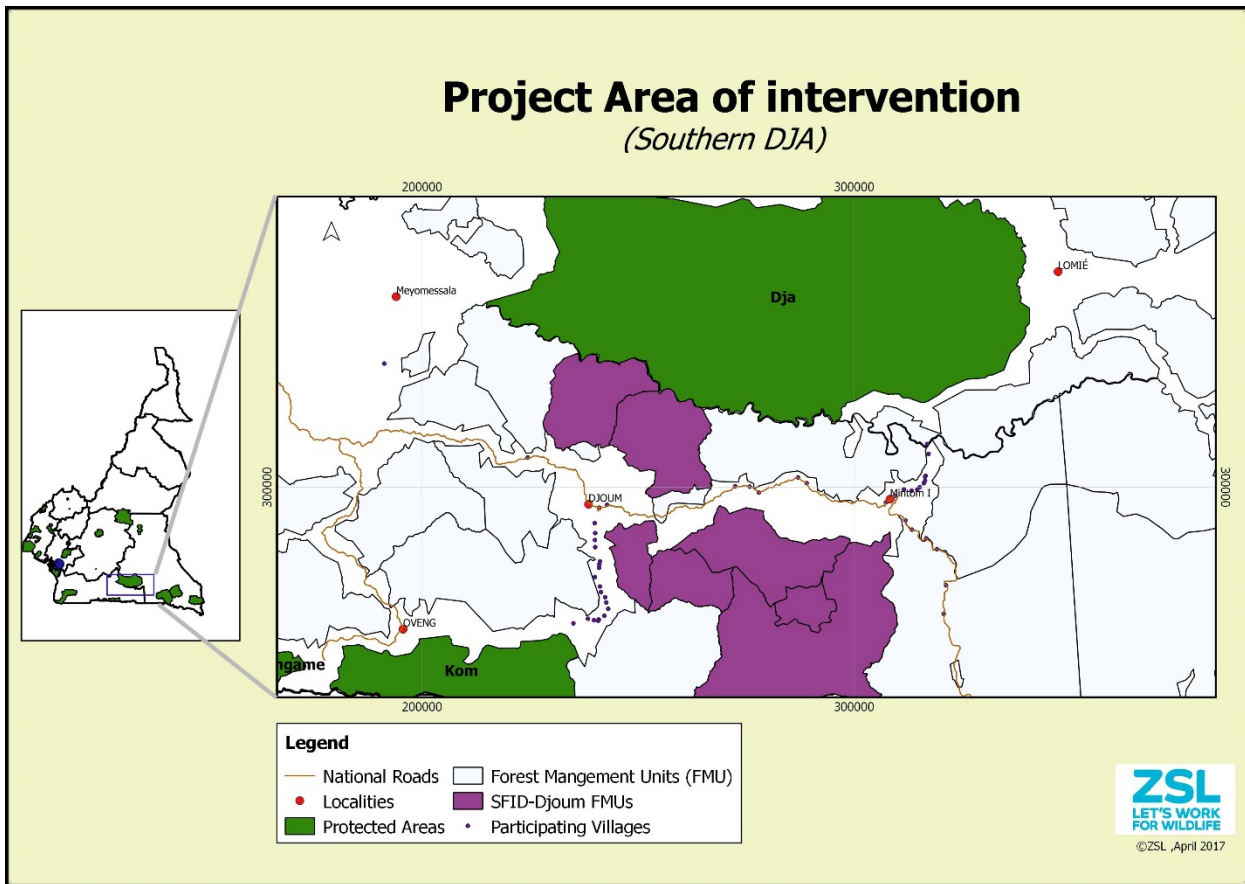 Project Area of intervention
(Southern DJA)
200000
300000
LOMIÉ
Meyomessala
Dja
300000
300000
DJOUM
Mintom I
OVENG
ngame
Kom
200000
300000
Legend
National Roads
Forest Mangement Units (FMU)
Localities
SFID-Djoum FMUs
Protected Areas
Participating Villages
ZSL
LET'S WORK
FOR WILDLIFE
©ZSL ,April 2017